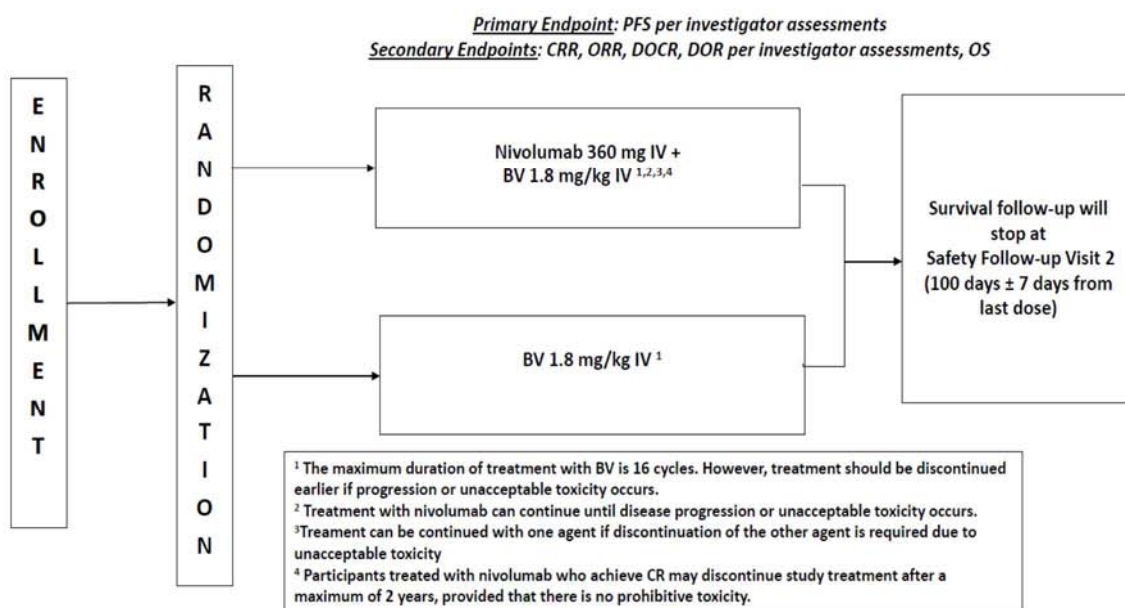 Primary Endpoint: PFS per investigator assessments
Secondary Endpoints: CRR, ORR, DOCR, DOR per investigator assessments, OS
ENROLLMENT
RANDOMIZATION
Nivolumab 360 mg IV +
BV 1.8 mg/kg IV 1,2,3,4
BV 1.8 mg/kg IV 1
Survival follow-up will
stop at
Safety Follow-up Visit 2
(100 days ± 7 days from
last dose)
1 The maximum duration of treatment with BV is 16 cycles. However, treatment should be discontinued
earlier if progression or unacceptable toxicity occurs.
2 Treatment with nivolumab can continue until disease progression or unacceptable toxicity occurs.
3Treament can be continued with one agent if discontinuation of the other agent is required due to
unacceptable toxicity
4 Participants treated with nivolumab who achieve CR may discontinue study treatment after a
maximum of 2 years, provided that there is no prohibitive toxicity.